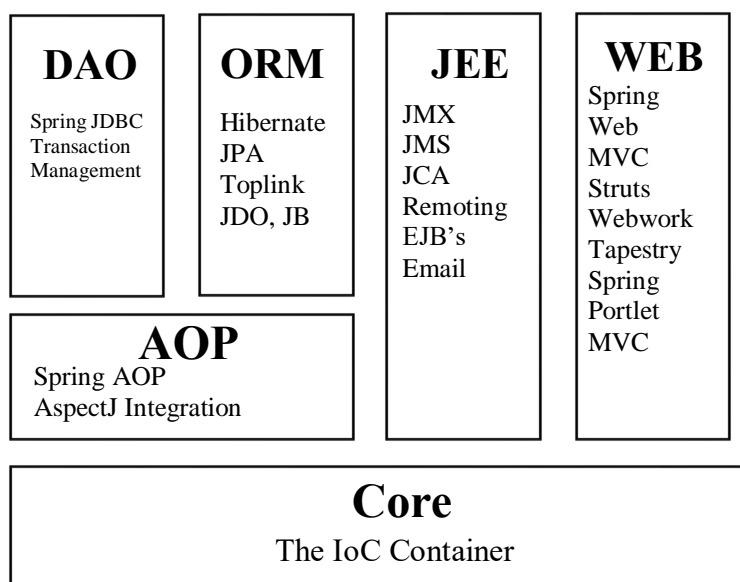 DAO
Spring JDBC
Transaction
Management
ORM
Hibernate
JPA
Toplink
JDO, JB
JEE
JMX
JMS
JCA
Remoting
EJB’s
Email
WEB
Spring
Web
MVC
Struts
Webwork
Tapestry
Spring
Portlet
MVC
AOP
Spring AOP
AspectJ Integration
Core
The IoC Container